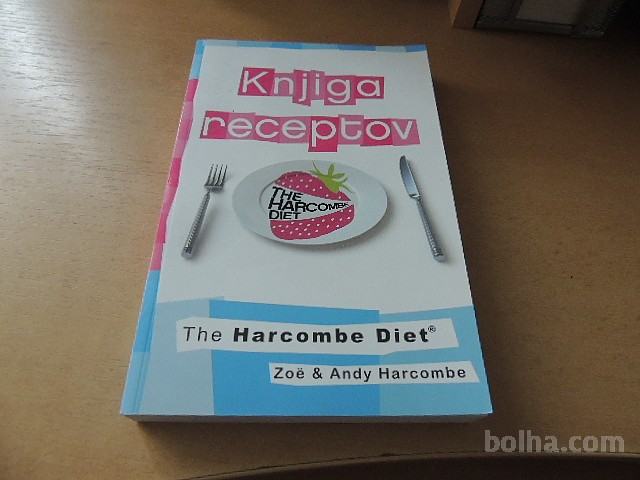 Knjiga
receptov
THE
HARCOMBE
DIET
The Harcombe Diet®
Zoë & Andy Harcombe
bolha.com